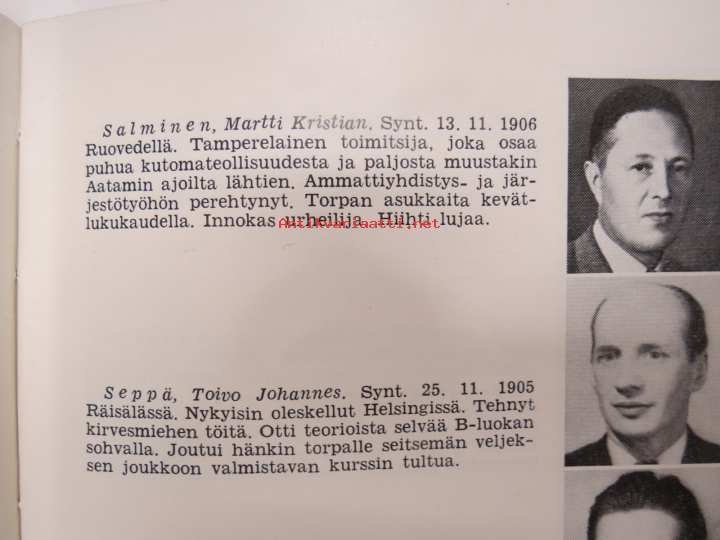 Salminen, Martti Kristian. Synt. 13. 11. 1906
Ruovedellä. Tamperelainen toimitsija, joka osaa
puhua kutomateollisuudesta ja paljosta muustakin
Aatamin ajoilta lähtien. Ammattiyhdistys- ja jär-
jestötyöhön perehtynyt. Torpan asukkaita kevät-
lukukaudella. Innokas urheilija. Hiihti lujaa.
Antikvariaatti.net
Seppä, Toivo Johannes. Synt. 25. 11. 1905
Räisälässä. Nykyisin oleskellut Helsingissä. Tehnyt
kirvesmiehen töitä. Otti teorioista selvää B-luokan
sohvalla. Joutui hänkin torpalle seitsemän veljek-
sen joukkoon valmistavan kurssin tultua.